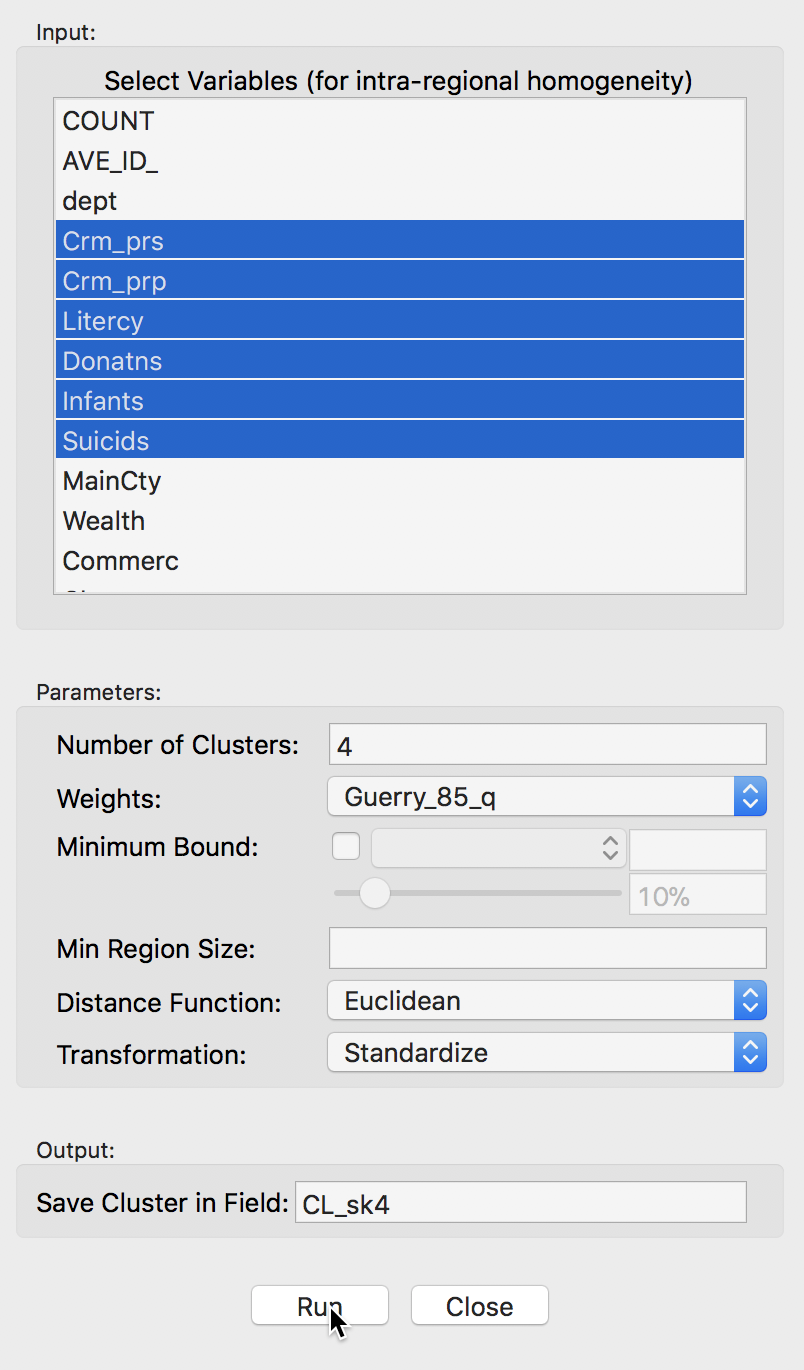 Input:
Select Variables (for intra-regional homogeneity)
COUNT
AVE_ID_
dept
Crm_prs
Crm_prp
Litercy
Donatns
Infants
Suicids
MainCty
Wealth
Commerc
Parameters:
Number of Clusters: 4
Weights: Guerry_85_q
Minimum Bound:
10%
Min Region Size:
Distance Function: Euclidean
Transformation: Standardize
Output:
Save Cluster in Field: CL_sk4
Run Close